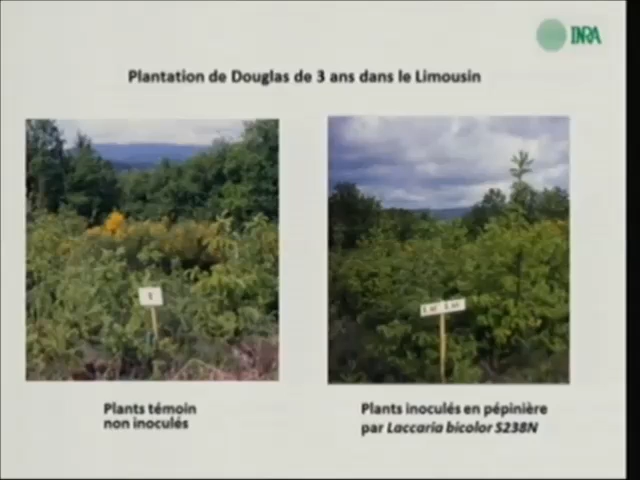 INRA
Plantation de Douglas de 3 ans dans le Limousin
Plants témoin
non inoculés
Plants inoculés en pépinière
par Laccaria bicolor S238N